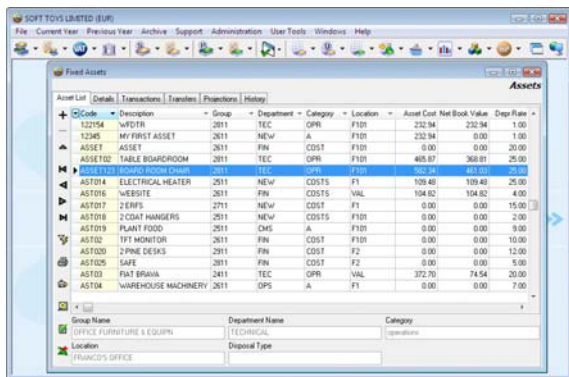 SOFT TOYS LIMITED (EUR)
File Current Year Previous Year Archive Support Administration User Tools Windows Help
Fixed Assets
Assets
Asset List Details Transactions Transfers Projections History
Code Description Group Department Category Location Asset Cost Net Book Value Depr Rate
122154 WFDTR 2811 TEC OPR F101 232.94 232.94 1.00
12345 MY FIRST ASSET 2611 NEW A F101 232.94 0.00 1.00
ASSET ASSET 2611 FIN COST F101 0.00 0.00 20.00
ASSET02 TABLE BOARDROOM 2811 TEC OPR F101 465.87 368.81 25.00
ASSET123 BOARD ROOM CHAIR 2811 TEC OPR F101 582.34 461.03 25.00
AST014 ELECTRICAL HEATER 2511 NEW COSTS F1 109.48 109.48 25.00
AST016 WEBSITE 2611 FIN COSTS VAL 104.82 104.82 4.00
AST017 2 ERFS 2711 NEW COST F1 0.00 0.00 15.00
AST018 2 COAT HANGERS 2511 NEW COSTS F101 0.00 0.00 2.00
AST019 PLANT FOOD 2511 CMS A F101 0.00 0.00 9.00
AST02 TFT MONITOR 2611 FIN COST F101 0.00 0.00 10.00
AST020 2 PINE DESKS 2911 FIN COST F2 0.00 0.00 12.00
AST025 SAFE 2811 FIN COST F2 0.00 0.00 5.00
AST03 FIAT BRAVA 2411 TEC OPR VAL 372.70 74.54 20.00
AST04 WAREHOUSE MACHINERY 2611 OPS A F1 0.00 0.00 7.00
Group Name Department Name Category
OFFICE FURNITURE & EQUIPN TECHNICAL operations
Location Disposal Type
FRANCO'S OFFICE